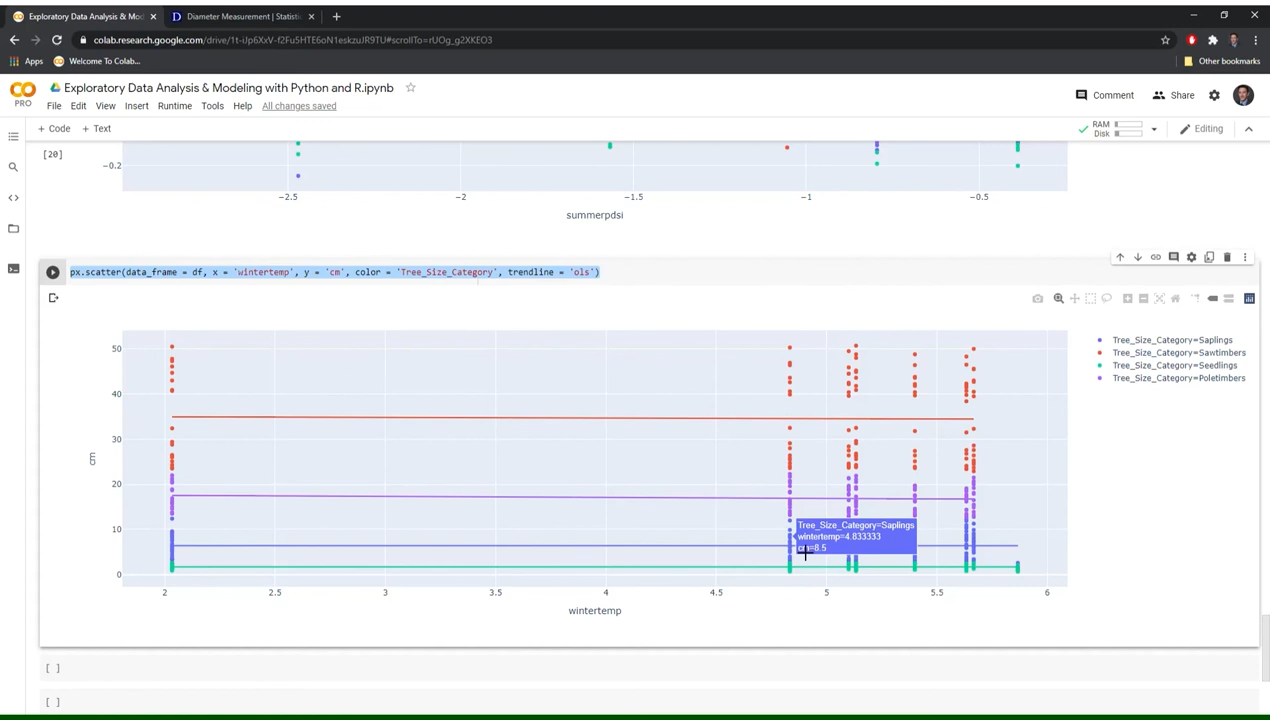 Exploratory Data Analysis & Mod
Diameter Measurement | Statistic
colab.research.google.com/drive/1t-iJp6XxV-f2Fu5HTE6oN1eskzuJR9TU#scrollTo=rUOg_g2XKEO3
Apps
Welcome To Colab...
Other bookmarks
Exploratory Data Analysis & Modeling with Python and R.ipynb
PRO
File Edit View Insert Runtime Tools Help All changes saved
Comment
Share
+ Code + Text
RAM
Disk
Editing
[20]
−0.2
−2.5 −2 −1.5 −1 −0.5
summerpdsi
px.scatter(data_frame = df, x = 'wintertemp', y = 'cm', color = 'Tree_Size_Category', trendline = 'ols')
50
40
30
20
10
0
cm
2 2.5 3 3.5 4 4.5 5 5.5 6
wintertemp
Tree_Size_Category=Saplings
Tree_Size_Category=Sawtimbers
Tree_Size_Category=Seedlings
Tree_Size_Category=Poletimbers
Tree_Size_Category=Saplings
wintertemp=4.833333
cm=8.5
[ ]
[ ]